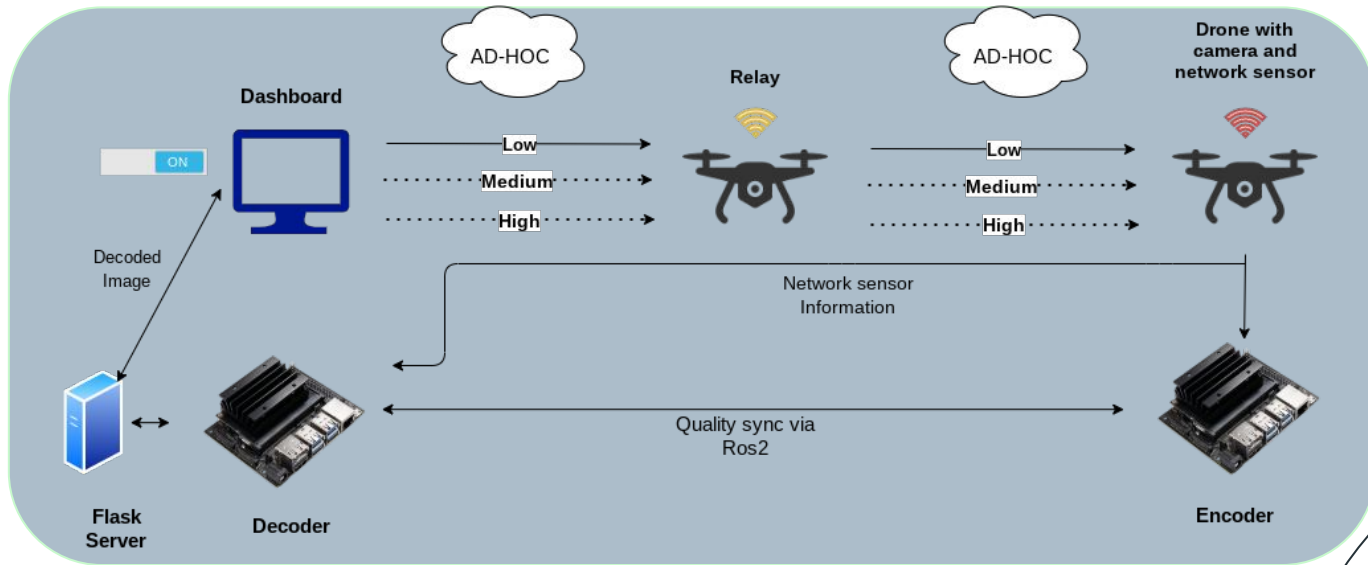 AD-HOC
AD-HOC
Drone with
camera and
network sensor
Relay
Dashboard
ON
Low
Medium
High
Low
Medium
High
Decoded
Image
Network sensor
Information
Quality sync via
Ros2
Flask
Server
Decoder
Encoder